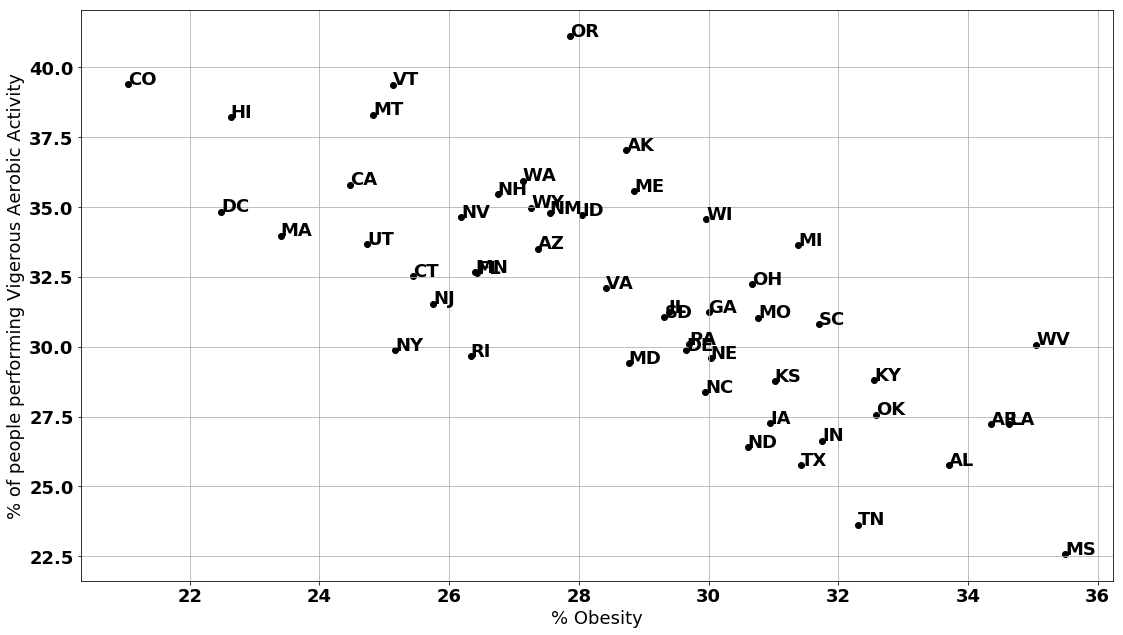 % of people performing Vigerous Aerobic Activity
40.0
37.5
35.0
32.5
30.0
27.5
25.0
22.5
OR
CO
VT
HI
MT
AK
CA
WA
NH
ME
DC
NV
WY
NM
ID
WI
MA
UT
AZ
MI
CT
MN
FL
VA
OH
NJ
IL
SD
GA
MO
SC
NY
RI
PA
DE
NE
MD
WV
NC
KS
KY
IA
OK
AR
LA
ND
IN
TX
AL
TN
MS
22 24 26 28 30 32 34 36
% Obesity